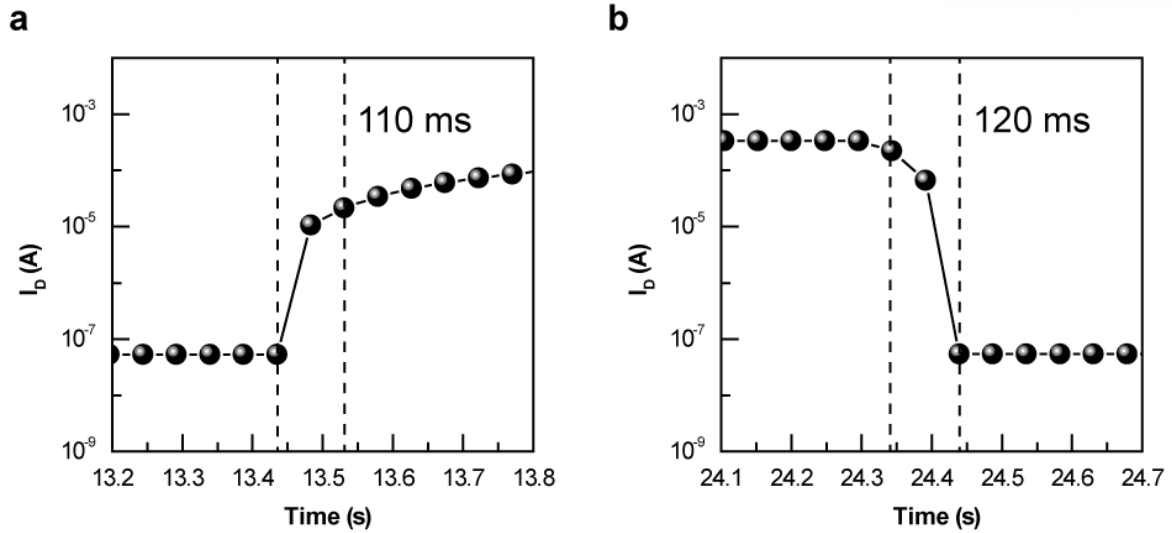 a
110 ms
10⁻³
10⁻⁵
10⁻⁷
10⁻⁹
I_D (A)
13.2 13.3 13.4 13.5 13.6 13.7 13.8
Time (s)
b
120 ms
10⁻³
10⁻⁵
10⁻⁷
10⁻⁹
I_D (A)
24.1 24.2 24.3 24.4 24.5 24.6 24.7
Time (s)